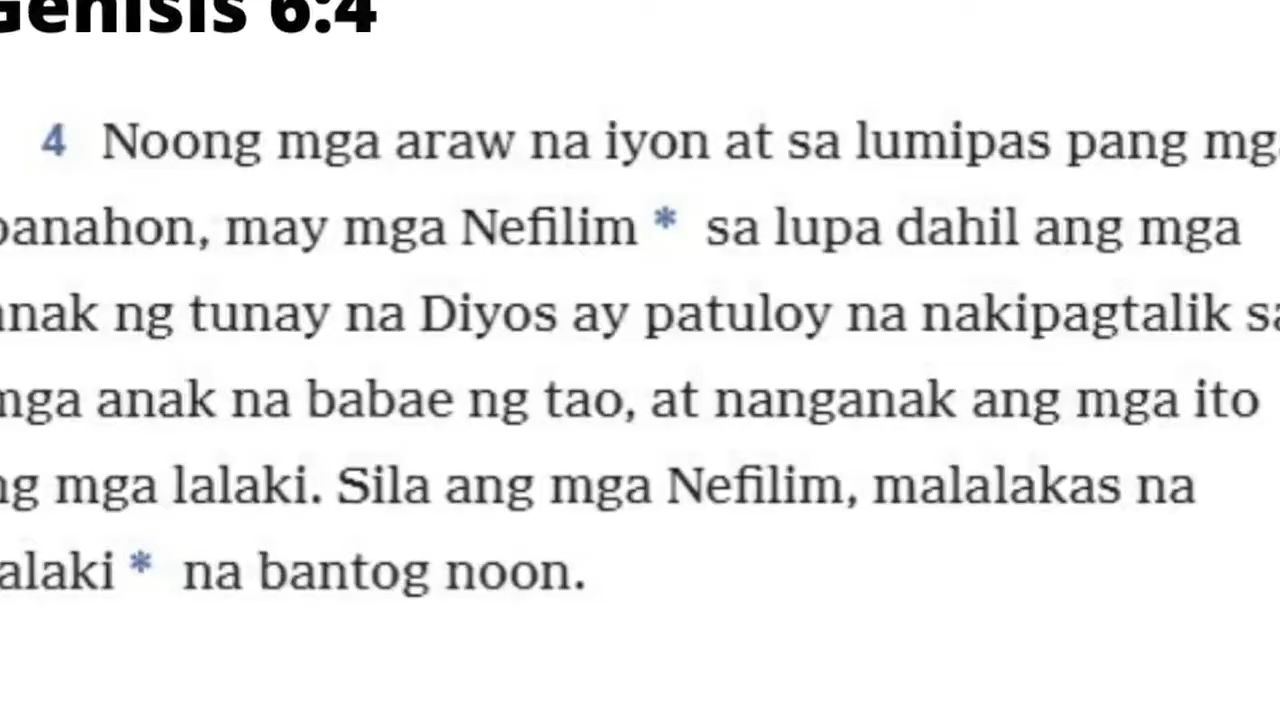 Genisis 6:4
4 Noong mga araw na iyon at sa lumipas pang mga
panahon, may mga Nefilim * sa lupa dahil ang mga
anak ng tunay na Diyos ay patuloy na nakipagtalik sa
mga anak na babae ng tao, at nanganak ang mga ito
ng mga lalaki. Sila ang mga Nefilim, malalakas na
lalaki * na bantog noon.